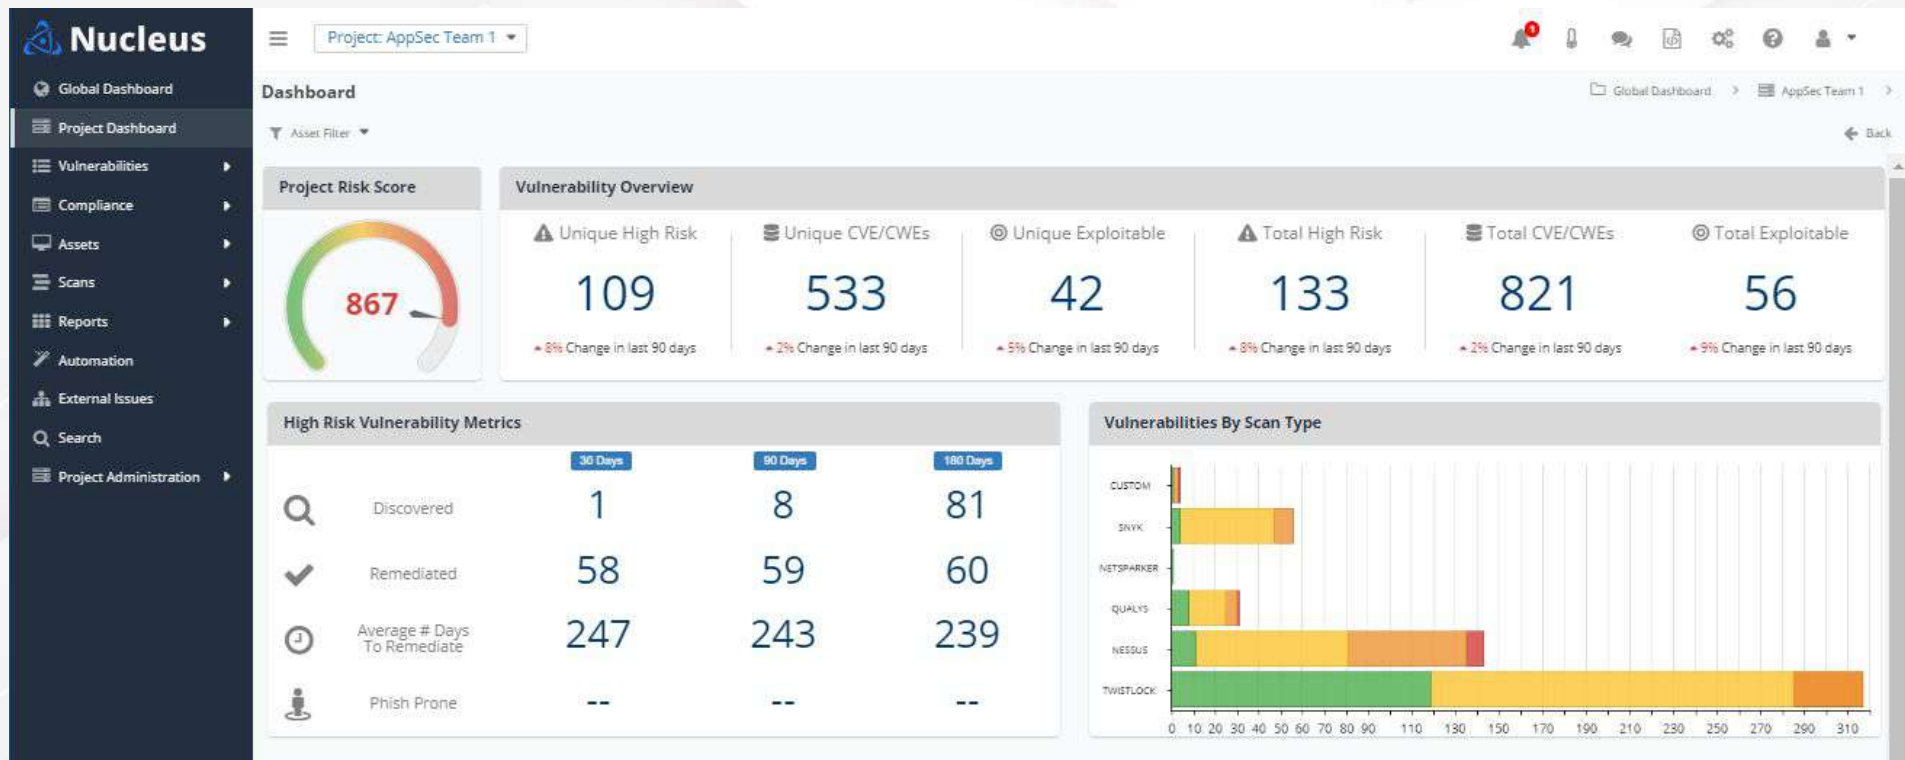 Nucleus
Project: AppSec Team 1
1
Global Dashboard
Project Dashboard
Vulnerabilities
Compliance
Assets
Scans
Reports
Automation
External Issues
Search
Project Administration
Dashboard
Global Dashboard > AppSec Team 1 >
Asset Filter
Back
Project Risk Score
867
Vulnerability Overview
Unique High Risk
109
8% Change in last 90 days
Unique CVE/CWEs
533
2% Change in last 90 days
Unique Exploitable
42
5% Change in last 90 days
Total High Risk
133
8% Change in last 90 days
Total CVE/CWEs
821
2% Change in last 90 days
Total Exploitable
56
9% Change in last 90 days
High Risk Vulnerability Metrics
30 Days 90 Days 180 Days
Discovered 1 8 81
Remediated 58 59 60
Average # Days
To Remediate 247 243 239
Phish Prone -- -- --
Vulnerabilities By Scan Type
CUSTOM
SNYK
NETSPARKER
QUALYS
NESSUS
TWISTLOCK
0 10 20 30 40 50 60 70 80 90 110 130 150 170 190 210 230 250 270 290 310